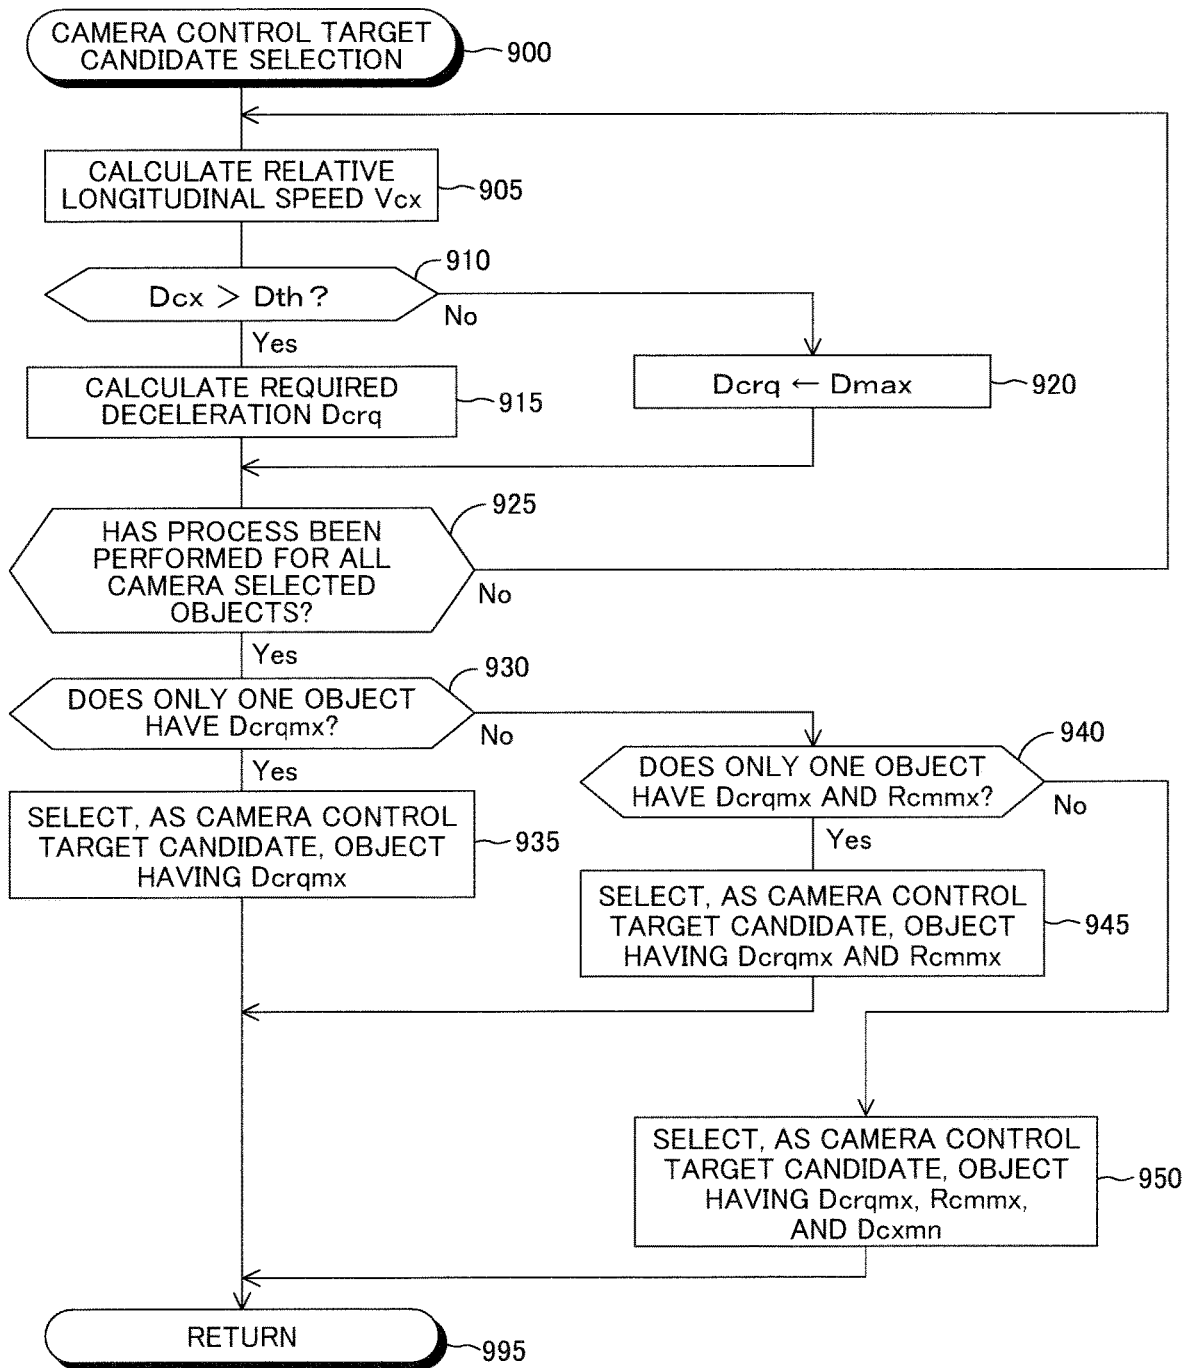 CAMERA CONTROL TARGET
CANDIDATE SELECTION
900
CALCULATE RELATIVE
LONGITUDINAL SPEED Vcx
905
910
Dcx > Dth?
No
Yes
CALCULATE REQUIRED
DECELERATION Dcrq
915
Dcrq ← Dmax
920
925
HAS PROCESS BEEN
PERFORMED FOR ALL
CAMERA SELECTED
OBJECTS?
No
Yes
930
DOES ONLY ONE OBJECT
HAVE Dcrqmx?
No
Yes
940
DOES ONLY ONE OBJECT
HAVE Dcrqmx AND Rcmmx?
No
Yes
SELECT, AS CAMERA CONTROL
TARGET CANDIDATE, OBJECT
HAVING Dcrqmx
935
SELECT, AS CAMERA CONTROL
TARGET CANDIDATE, OBJECT
HAVING Dcrqmx AND Rcmmx
945
SELECT, AS CAMERA CONTROL
TARGET CANDIDATE, OBJECT
HAVING Dcrqmx, Rcmmx,
AND Dcxmn
950
RETURN
995